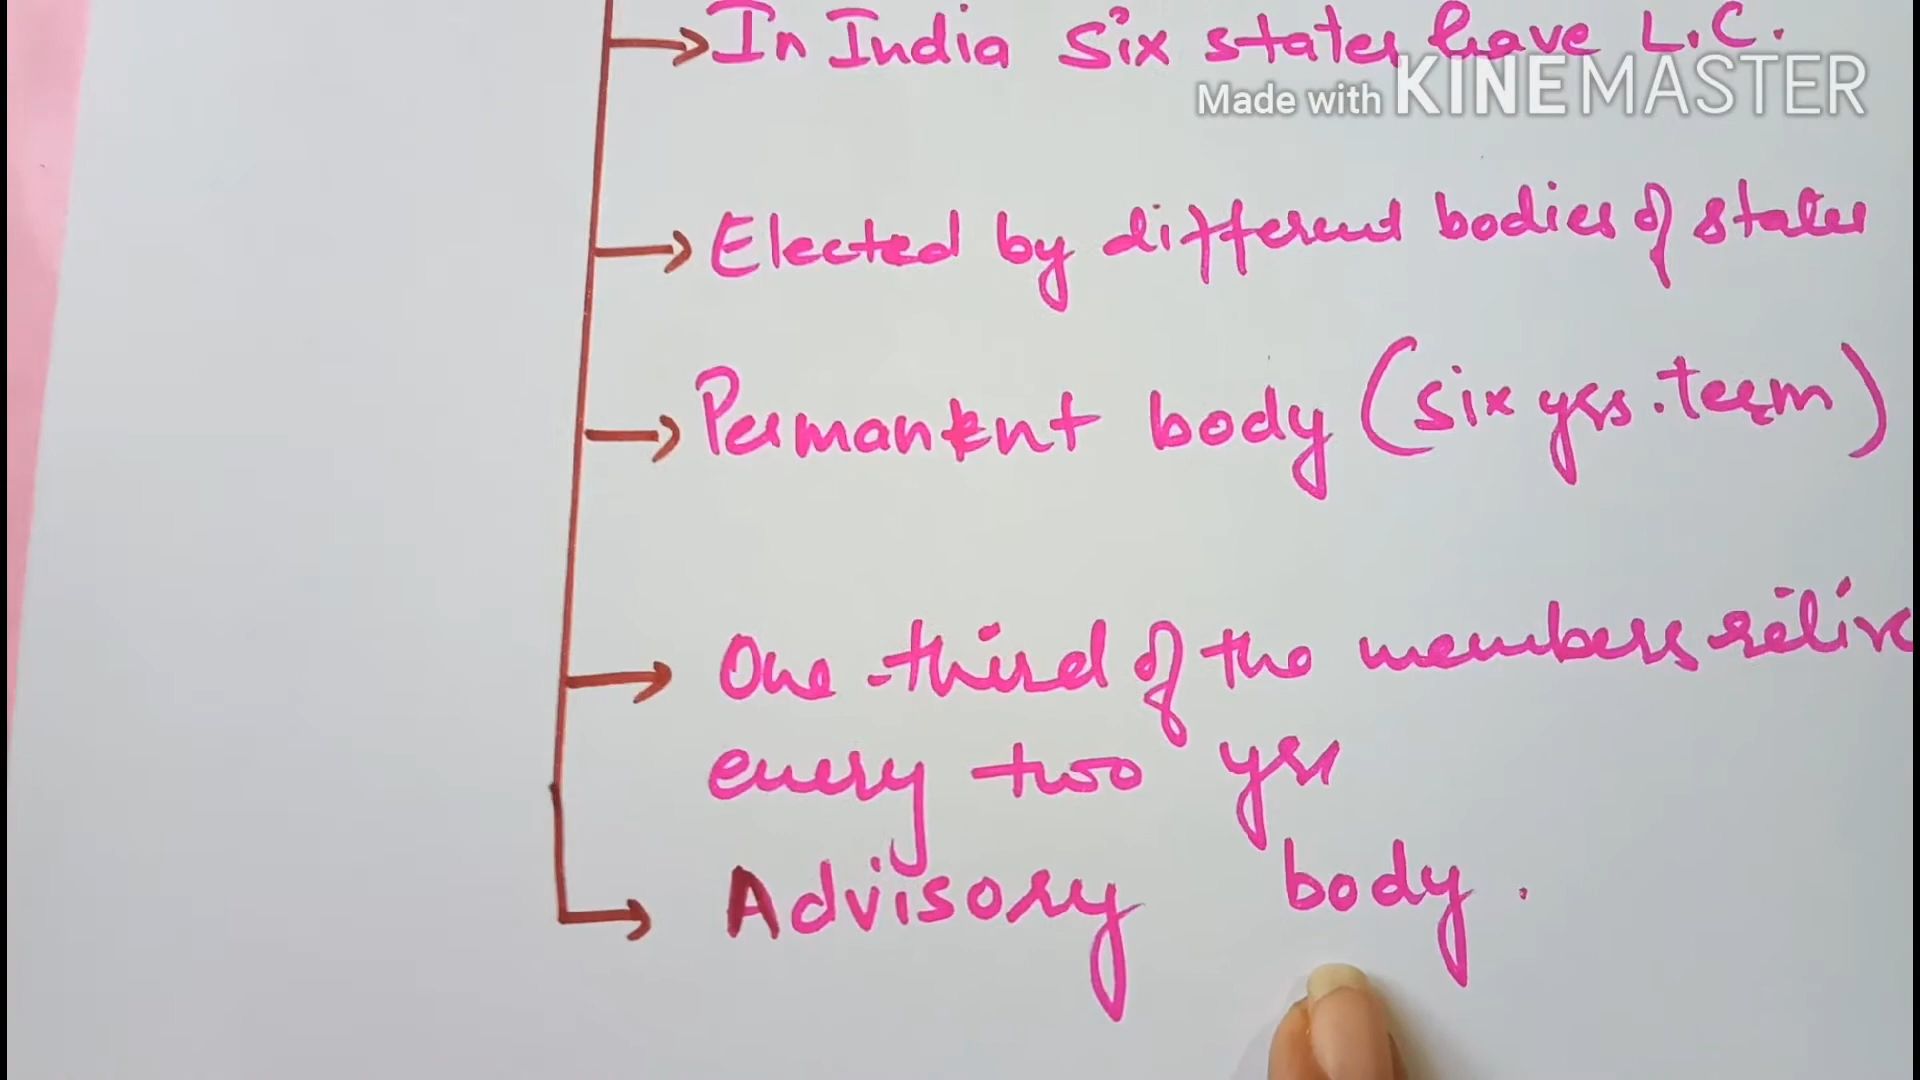 In India six states have L.C.
Made with KINEMASTER
Elected by different bodies of states
Permanent body (six yrs. term)
One-third of the members retire
every two yrs
Advisory body.